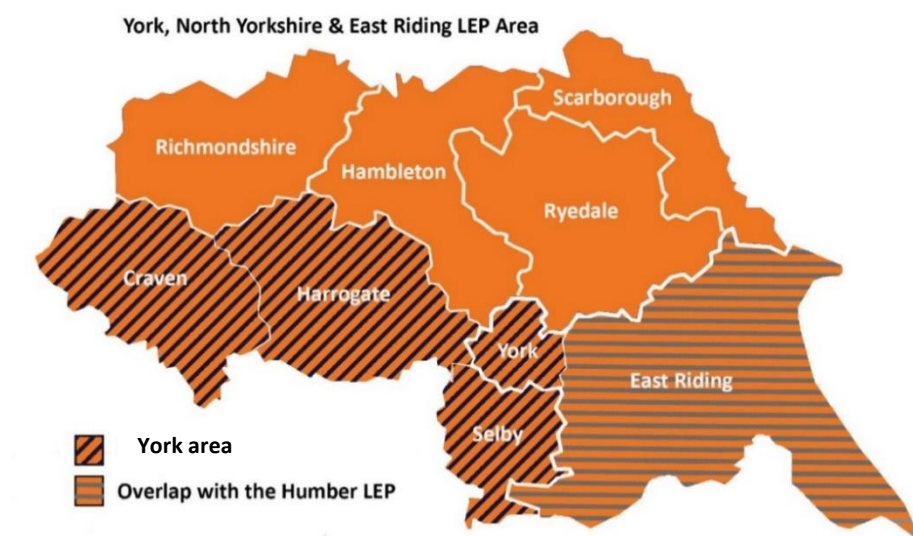 York, North Yorkshire & East Riding LEP Area
Scarborough
Richmondshire
Hambleton
Ryedale
Craven
Harrogate
York
East Riding
Selby
York area
Overlap with the Humber LEP